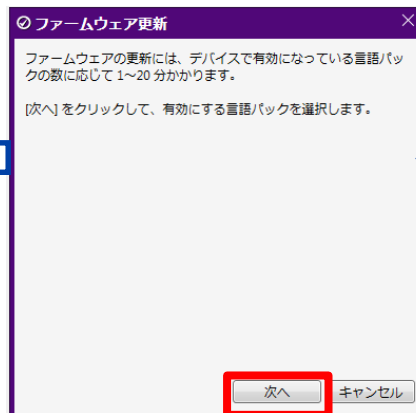 ファームウェア更新
ファームウェアの更新には、デバイスで有効になっている言語パッ
クの数に応じて 1～20 分かかります。
[次へ] をクリックして、有効にする言語パックを選択します。
次へ
キャンセル